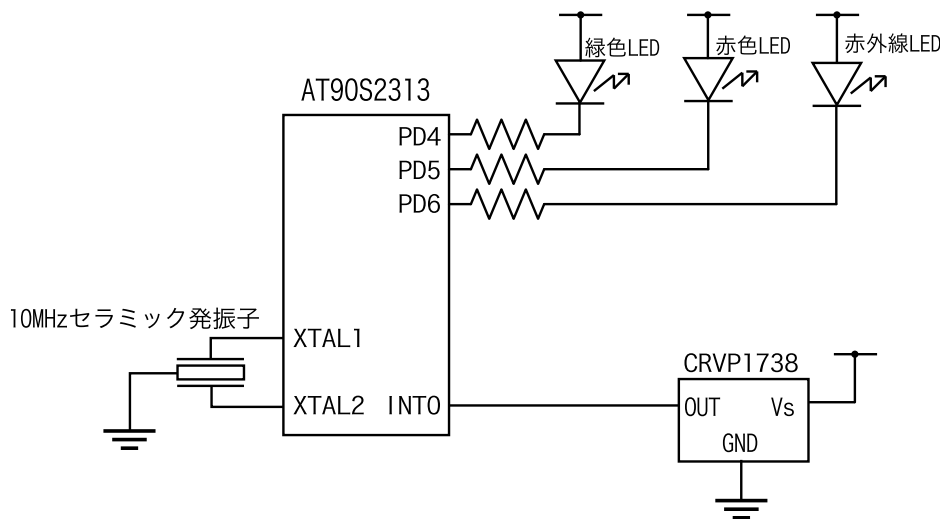 緑色LED
赤色LED
赤外線LED
AT90S2313
PD4
PD5
PD6
10MHzセラミック発振子
XTAL1
CRVP1738
XTAL2
INT0
OUT
Vs
GND